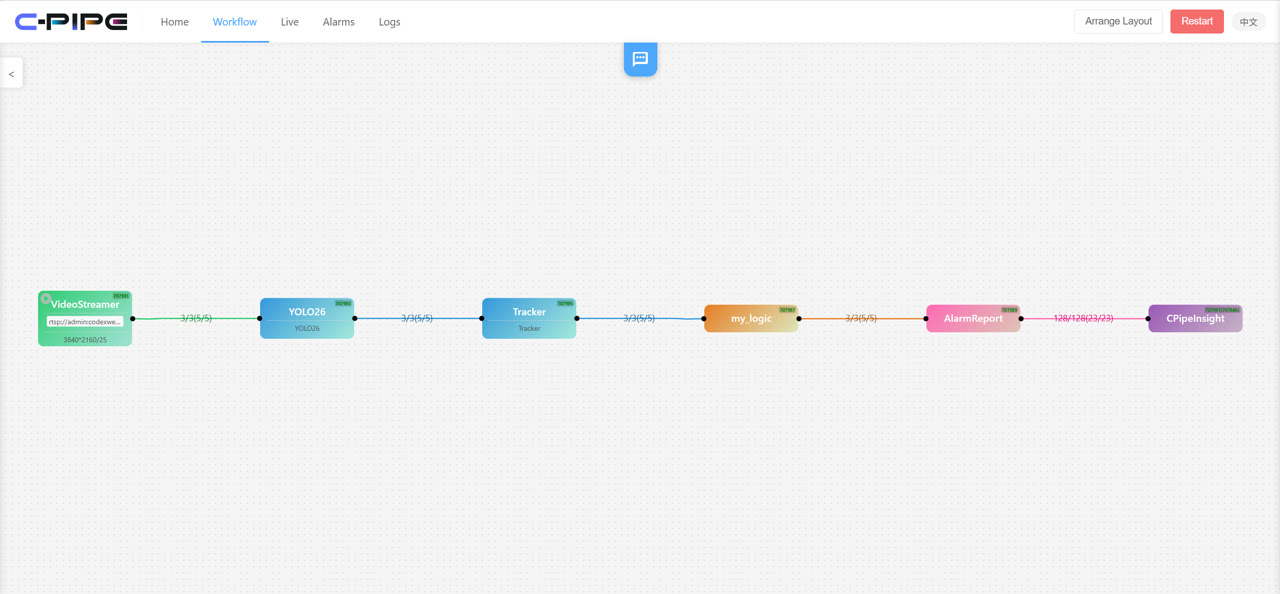 C-PIPE
Home
Workflow
Live
Alarms
Logs
Arrange Layout
Restart
中文
<
VideoStreamer
rtsp://admin:codexwe...
3840*2160/25
3/3(5/5)
YOLO26
YOLO26
3/3(5/5)
Tracker
Tracker
3/3(5/5)
my_logic
3/3(5/5)
AlarmReport
128/128(23/23)
CPipeInsight